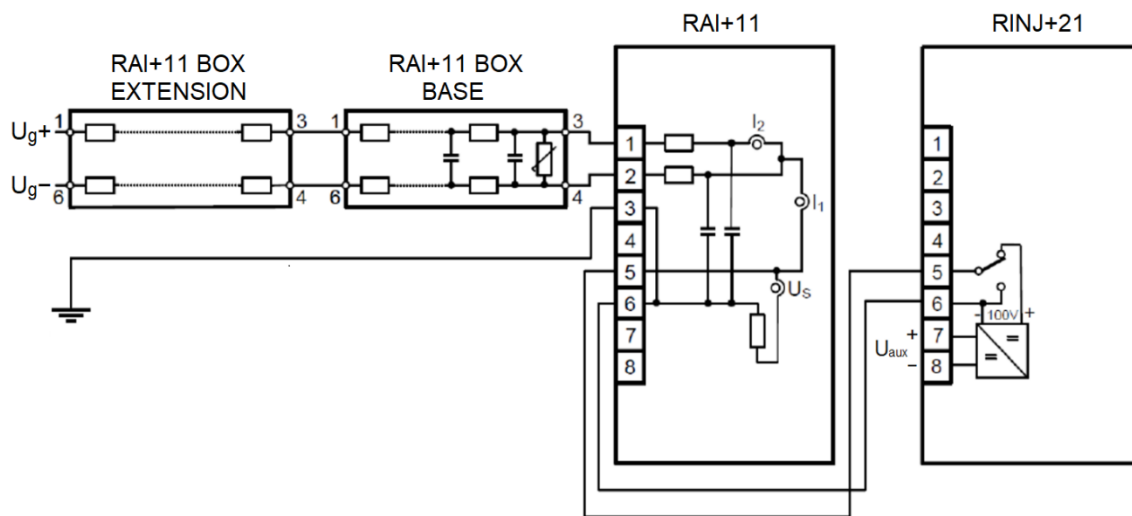 RAI+11
RINJ+21
RAI+11 BOX
EXTENSION
RAI+11 BOX
BASE
Ug+
1
3
1
3
Ug−
6
4
6
4
1
2
3
4
5
6
7
8
I2
I1
US
1
2
3
4
5
6
7
8
- 100V +
Uaux
+
−
=
=